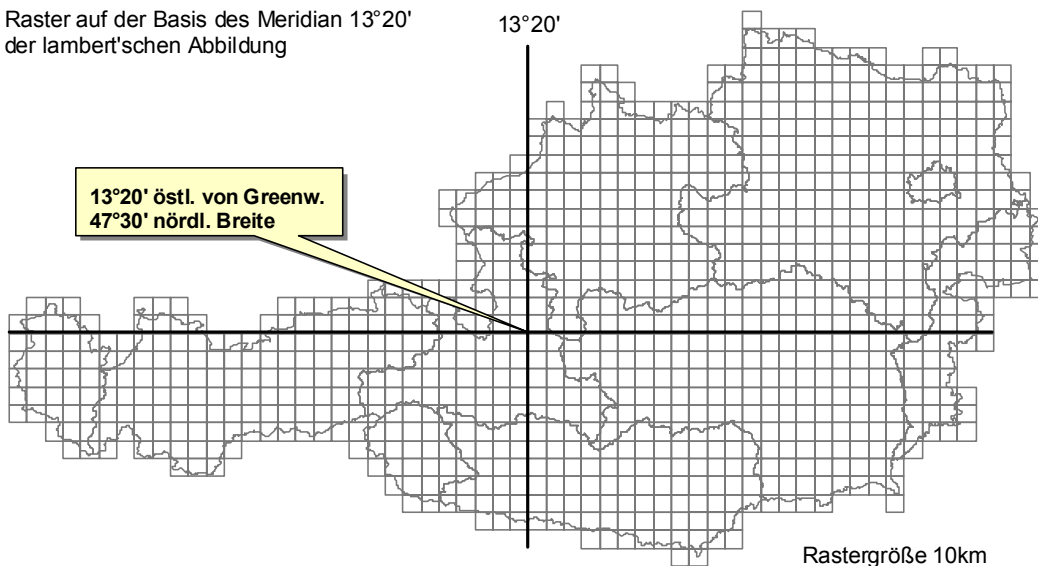 Raster auf der Basis des Meridian 13°20'
der lambert'schen Abbildung
13°20'
13°20' östl. von Greenw.
47°30' nördl. Breite
Rastergröße 10km